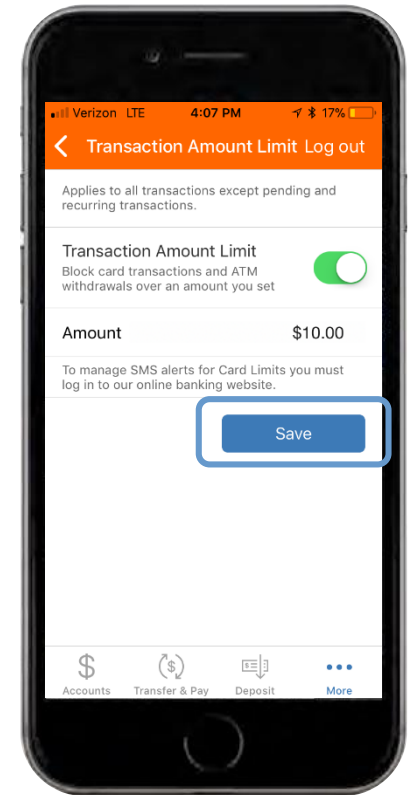 Verizon LTE 4:07 PM 17%
Transaction Amount Limit Log out
Applies to all transactions except pending and
recurring transactions.
Transaction Amount Limit
Block card transactions and ATM
withdrawals over an amount you set
Amount $10.00
To manage SMS alerts for Card Limits you must
log in to our online banking website.
Save
Accounts Transfer & Pay Deposit More